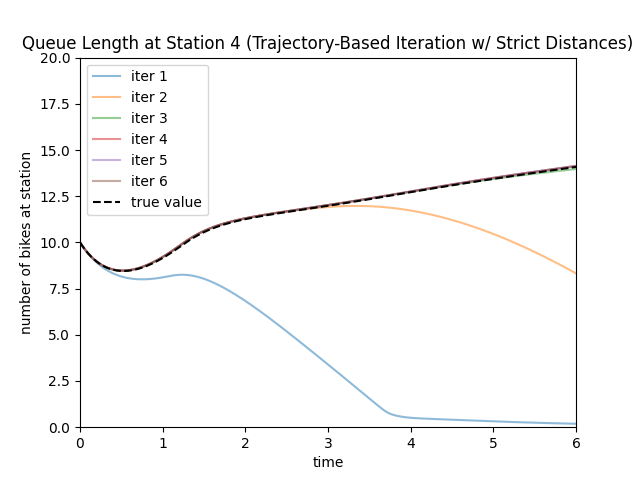 Queue Length at Station 4 (Trajectory-Based Iteration w/ Strict Distances)
20.0
17.5
15.0
12.5
10.0
7.5
5.0
2.5
0.0
number of bikes at station
iter 1
iter 2
iter 3
iter 4
iter 5
iter 6
true value
0 1 2 3 4 5 6
time